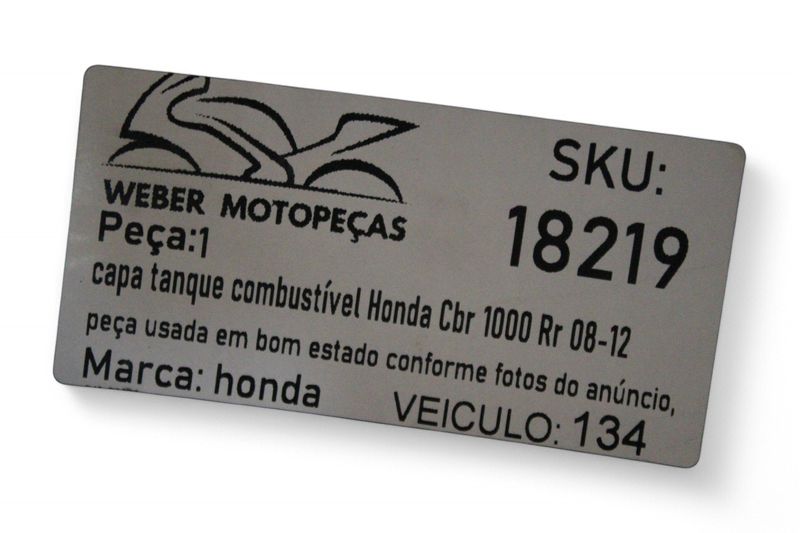 WEBER MOTOPEÇAS
SKU:
18219
Peça:1
capa tanque combustível Honda Cbr 1000 Rr 08-12
peça usada em bom estado conforme fotos do anúncio,
Marca: honda
VEICULO: 134